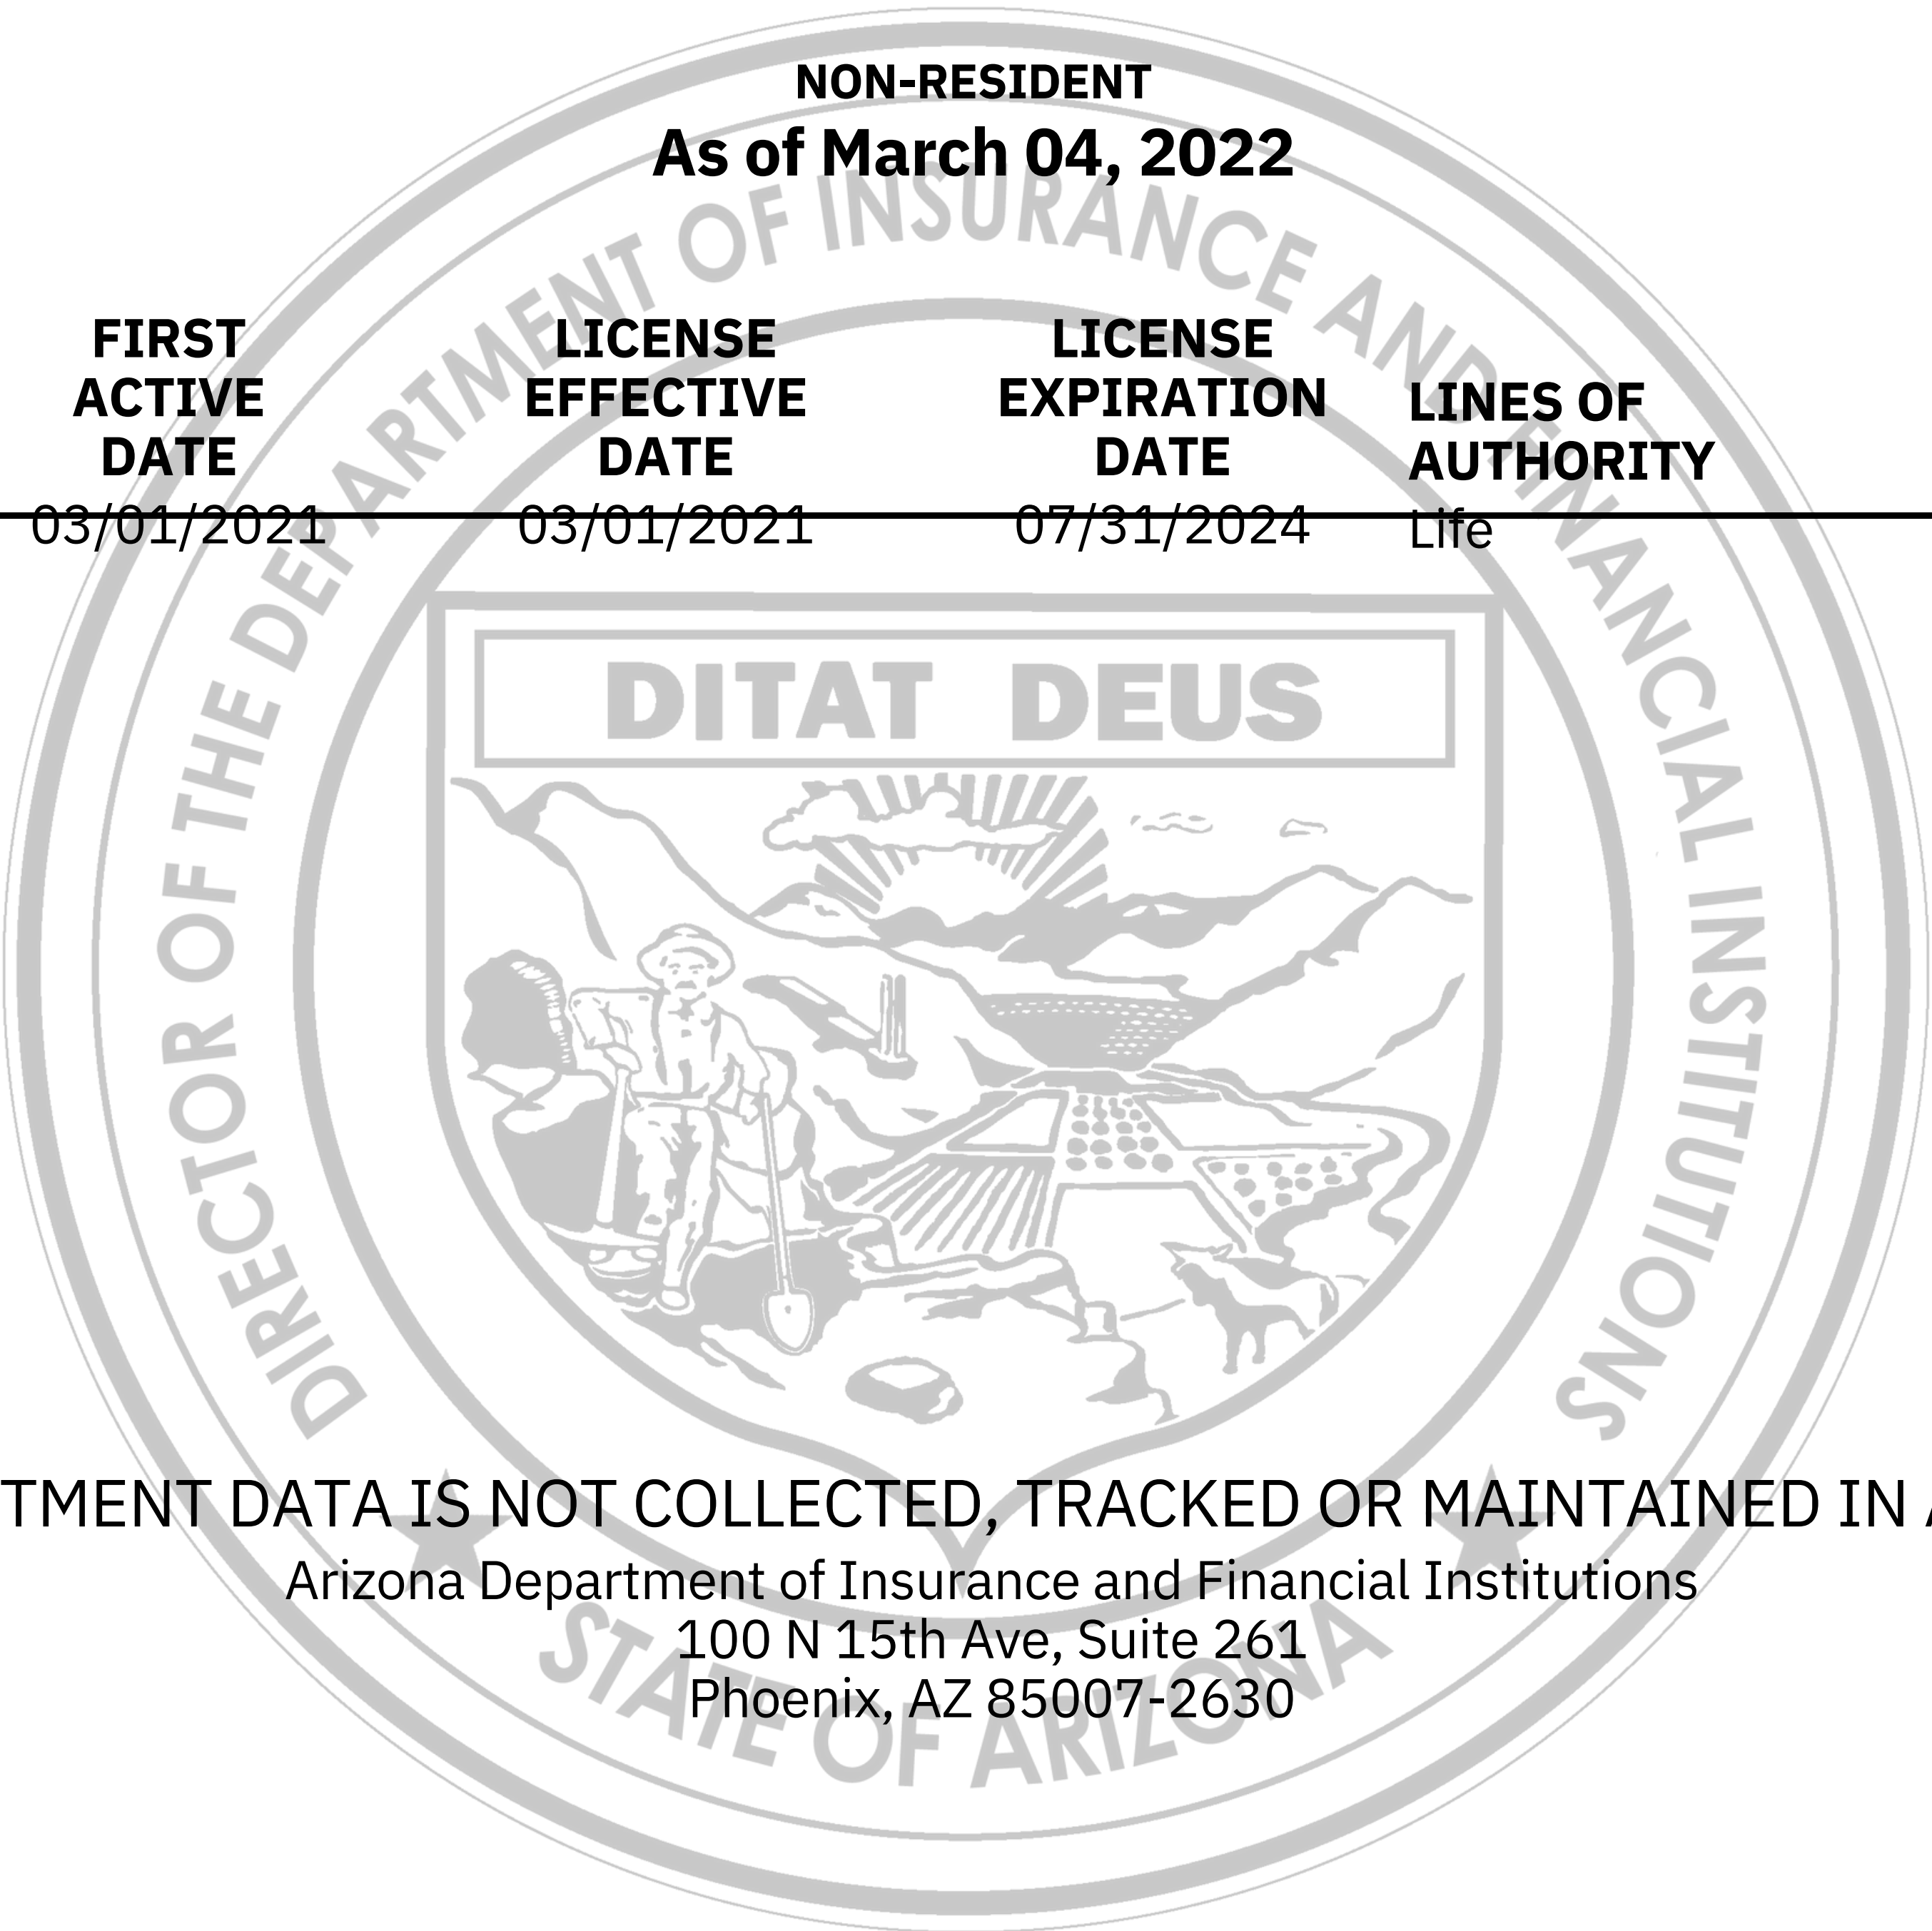 NON-RESIDENT
As of March 04, 2022
FIRST ACTIVE DATE
LICENSE EFFECTIVE DATE
LICENSE EXPIRATION DATE
LINES OF AUTHORITY
03/01/2021 03/01/2021 07/31/2024 Life
DIRECTOR OF THE DEPARTMENT OF INSURANCE AND FINANCIAL INSTITUTIONS
DITAT DEUS
TMENT DATA IS NOT COLLECTED, TRACKED OR MAINTAINED IN
Arizona Department of Insurance and Financial Institutions
100 N 15th Ave, Suite 261
Phoenix, AZ 85007-2630
STATE OF ARIZONA